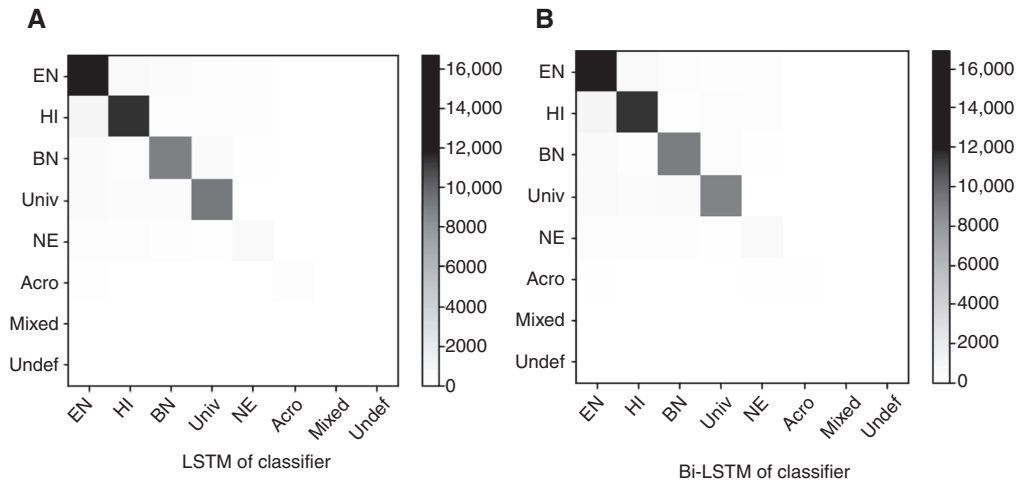 A
EN
HI
BN
Univ
NE
Acro
Mixed
Undef
EN HI BN Univ NE Acro Mixed Undef
LSTM of classifier
16,000
14,000
12,000
10,000
8000
6000
4000
2000
0
B
EN
HI
BN
Univ
NE
Acro
Mixed
Undef
EN HI BN Univ NE Acro Mixed Undef
Bi-LSTM of classifier
16,000
14,000
12,000
10,000
8000
6000
4000
2000
0